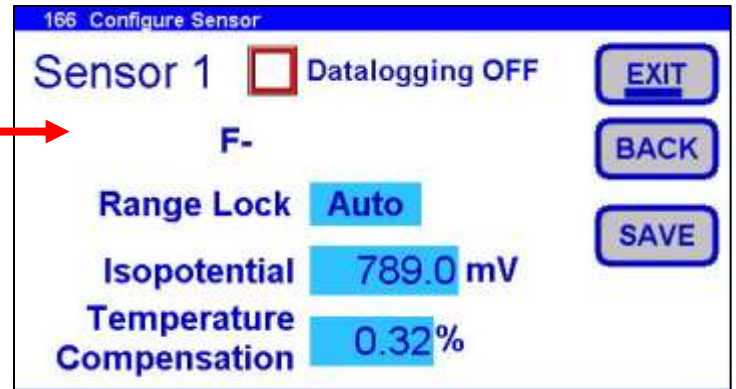 166 Configure Sensor
Sensor 1 Datalogging OFF
EXIT
F-
BACK
Range Lock Auto
SAVE
Isopotential 789.0 mV
Temperature
Compensation 0.32%